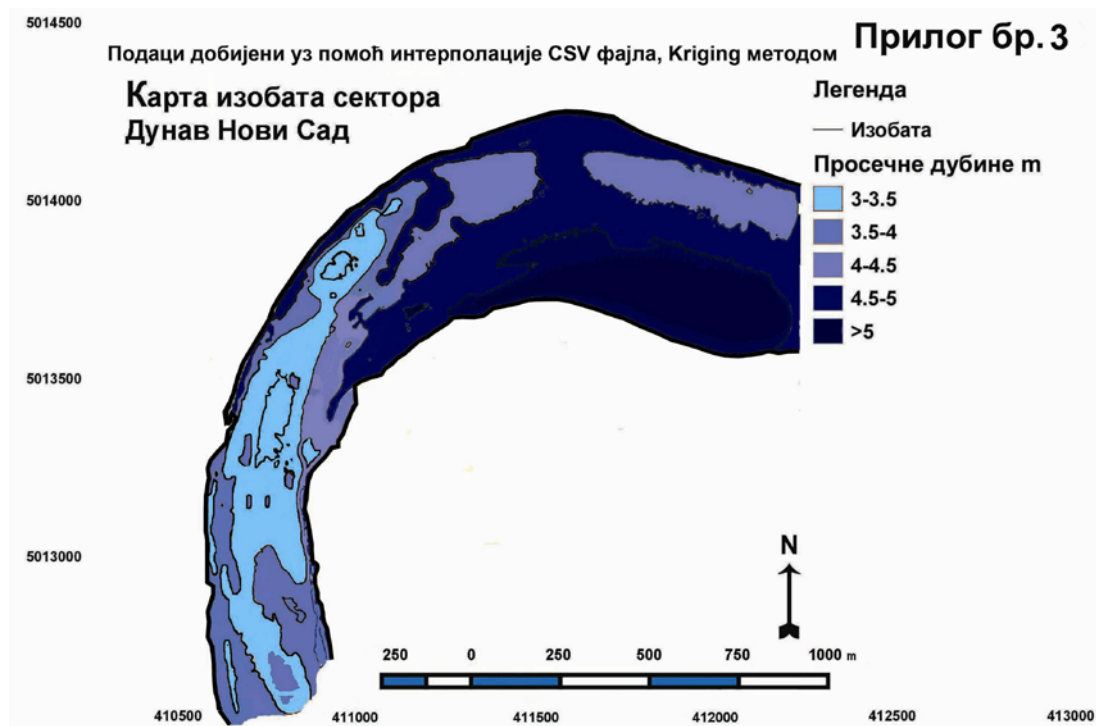 5014500
Прилог бр. 3
Подаци добијени уз помоћ интерполације CSV фајла, Kriging методом
Карта изобата сектора
Дунав Нови Сад
Легенда
Изобата
Просечне дубине m
3-3.5
3.5-4
4-4.5
4.5-5
>5
5014000
5013500
5013000
N
250 0 250 500 750 1000 m
410500 411000 411500 412000 412500 413000